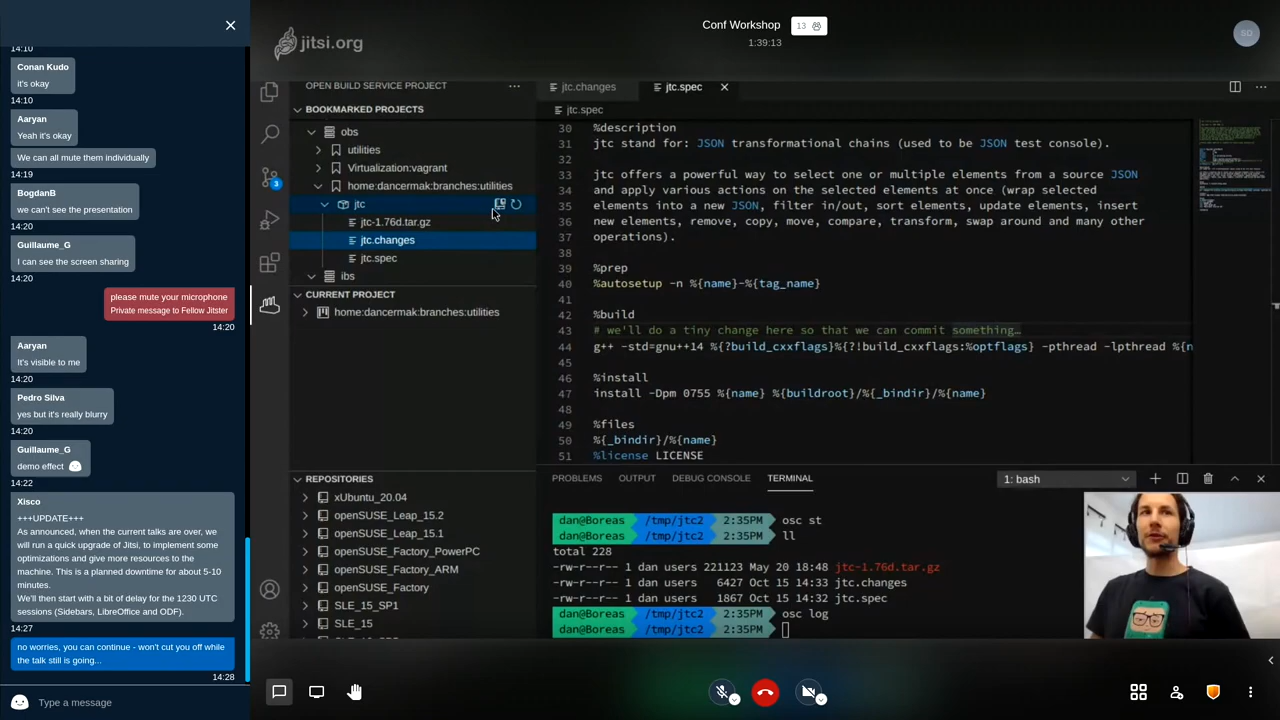 14:10
Conan Kudo
it's okay
14:10
Aaryan
Yeah it's okay
We can all mute them individually
14:19
BogdanB
we can't see the presentation
14:20
Guillaume_G
I can see the screen sharing
14:20
please mute your microphone
Private message to Fellow Jitster
14:20
Aaryan
It's visible to me
14:20
Pedro Silva
yes but it's really blurry
14:20
Guillaume_G
demo effect
14:22
Xisco
+++UPDATE+++
As announced, when the current talks are over, we
will run a quick upgrade of Jitsi, to implement some
optimizations and give more resources to the
machine. This is a planned downtime for about 5-10
minutes.
We'll then start with a bit of delay for the 1230 UTC
sessions (Sidebars, LibreOffice and ODF).
14:27
no worries, you can continue - won't cut you off while
the talk still is going...
14:28
Type a message
Conf Workshop
13
1:39:13
SD
jitsi.org
OPEN BUILD SERVICE PROJECT
BOOKMARKED PROJECTS
obs
utilities
Virtualization:vagrant
home:dancermak:branches:utilities
jtc
jtc-1.76d.tar.gz
jtc.changes
jtc.spec
ibs
CURRENT PROJECT
home:dancermak:branches:utilities
REPOSITORIES
xUbuntu_20.04
openSUSE_Leap_15.2
openSUSE_Leap_15.1
openSUSE_Factory_PowerPC
openSUSE_Factory_ARM
openSUSE_Factory
SLE_15_SP1
SLE_15
3
jtc.changes
jtc.spec
jtc.spec
30 %description
31 jtc stand for: JSON transformational chains (used to be JSON test console).
32
33 jtc offers a powerful way to select one or multiple elements from a source JSON
34 and apply various actions on the selected elements at once (wrap selected
35 elements into a new JSON, filter in/out, sort elements, update elements, insert
36 new elements, remove, copy, move, compare, transform, swap around and many other
37 operations).
38
39 %prep
40 %autosetup -n %{name}-%{tag_name}
41
42 %build
43 # we'll do a tiny change here so that we can commit something…
44 g++ -std=gnu++14 %{?build_cxxflags}%{?!build_cxxflags:%optflags} -pthread -lpthread %{n
45
46 %install
47 install -Dpm 0755 %{name} %{buildroot}/%{_bindir}/%{name}
48
49 %files
50 %{_bindir}/%{name}
51 %license LICENSE
PROBLEMS
OUTPUT
DEBUG CONSOLE
TERMINAL
1: bash
dan@Boreas /tmp/jtc2 2:35PM osc st
dan@Boreas /tmp/jtc2 2:35PM ll
total 228
-rw-r--r-- 1 dan users 221123 May 20 18:48 jtc-1.76d.tar.gz
-rw-r--r-- 1 dan users 6427 Oct 15 14:33 jtc.changes
-rw-r--r-- 1 dan users 1867 Oct 15 14:32 jtc.spec
dan@Boreas /tmp/jtc2 2:35PM osc log
dan@Boreas /tmp/jtc2 2:35PM